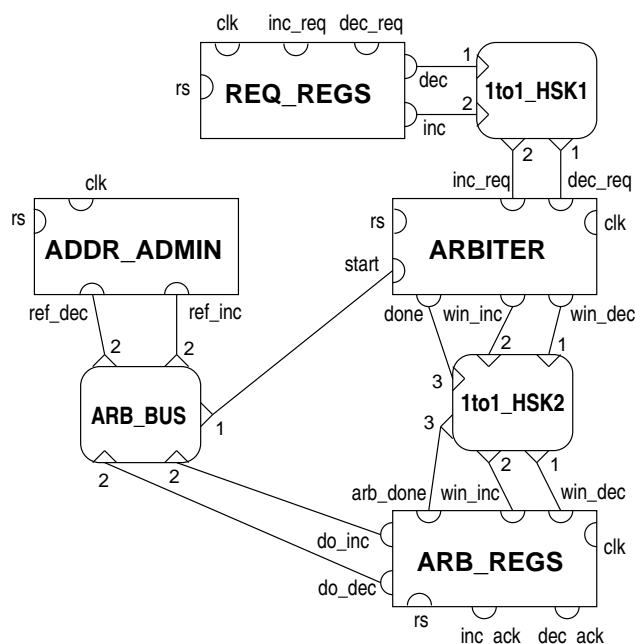 clk inc_req dec_req
rs
REQ_REGS
dec
inc
1
2
1to1_HSK1
2 1
inc_req dec_req
clk
rs
ADDR_ADMIN
ref_dec ref_inc
rs
clk
ARBITER
start
done win_inc win_dec
2 2
ARB_BUS
1
2 2
2 1
3
1to1_HSK2
3
2 1
arb_done win_inc win_dec
do_inc
clk
ARB_REGS
do_dec
rs
inc_ack dec_ack